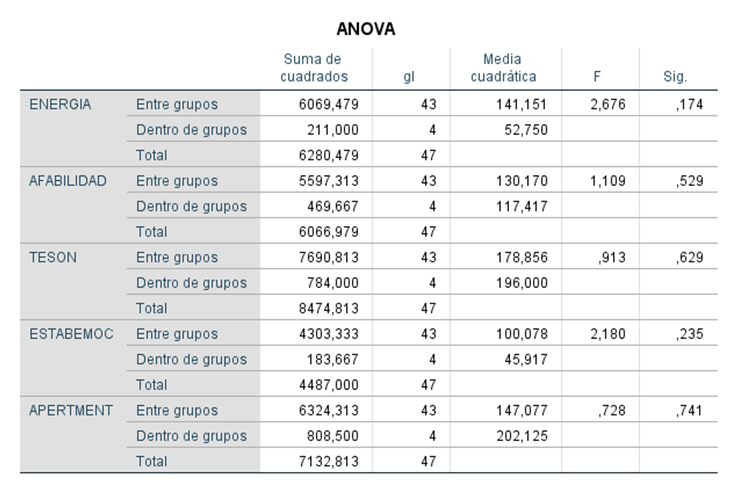 ANOVA
Suma de cuadrados gl Media cuadrática F Sig.
ENERGIA Entre grupos 6069,479 43 141,151 2,676 ,174
Dentro de grupos 211,000 4 52,750
Total 6280,479 47
AFABILIDAD Entre grupos 5597,313 43 130,170 1,109 ,529
Dentro de grupos 469,667 4 117,417
Total 6066,979 47
TESON Entre grupos 7690,813 43 178,856 ,913 ,629
Dentro de grupos 784,000 4 196,000
Total 8474,813 47
ESTABEMOC Entre grupos 4303,333 43 100,078 2,180 ,235
Dentro de grupos 183,667 4 45,917
Total 4487,000 47
APERTMENT Entre grupos 6324,313 43 147,077 ,728 ,741
Dentro de grupos 808,500 4 202,125
Total 7132,813 47